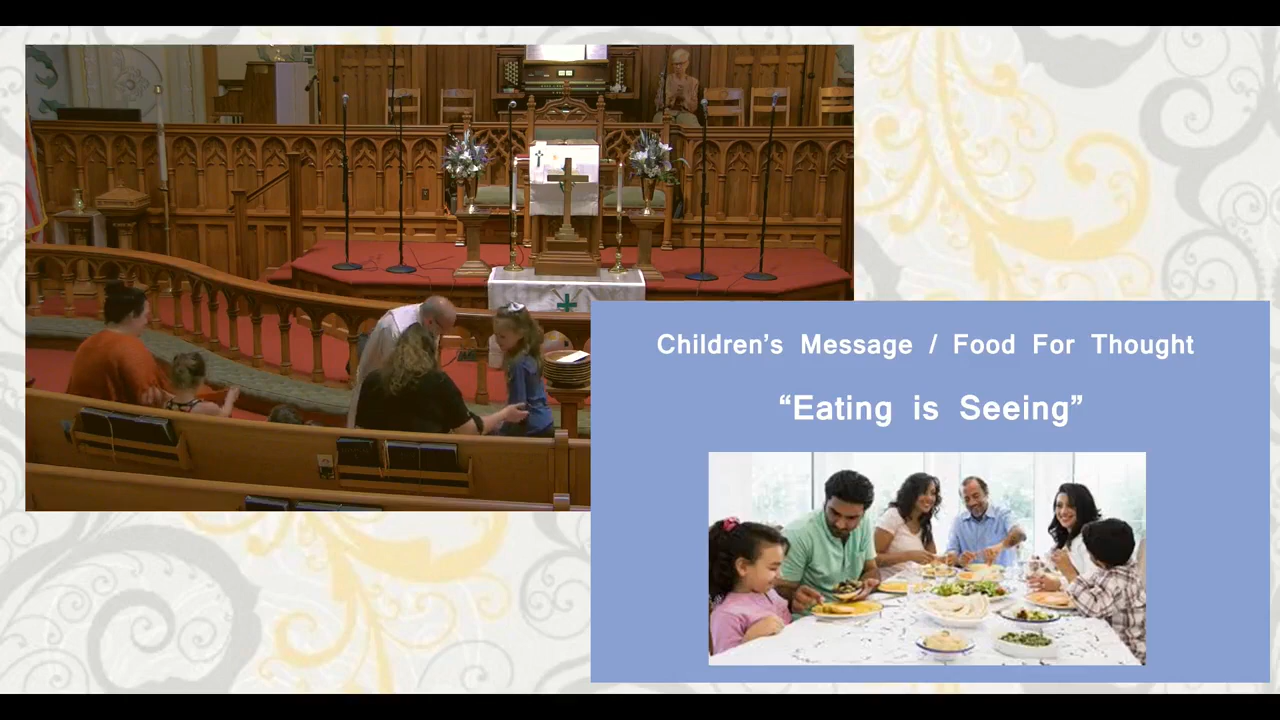 Children's Message / Food For Thought
“Eating is Seeing”